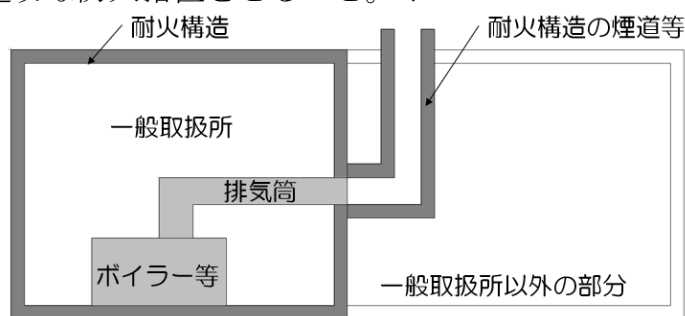 耐火構造
耐火構造の煙道等
一般取扱所
排気筒
ボイラー等
一般取扱所以外の部分